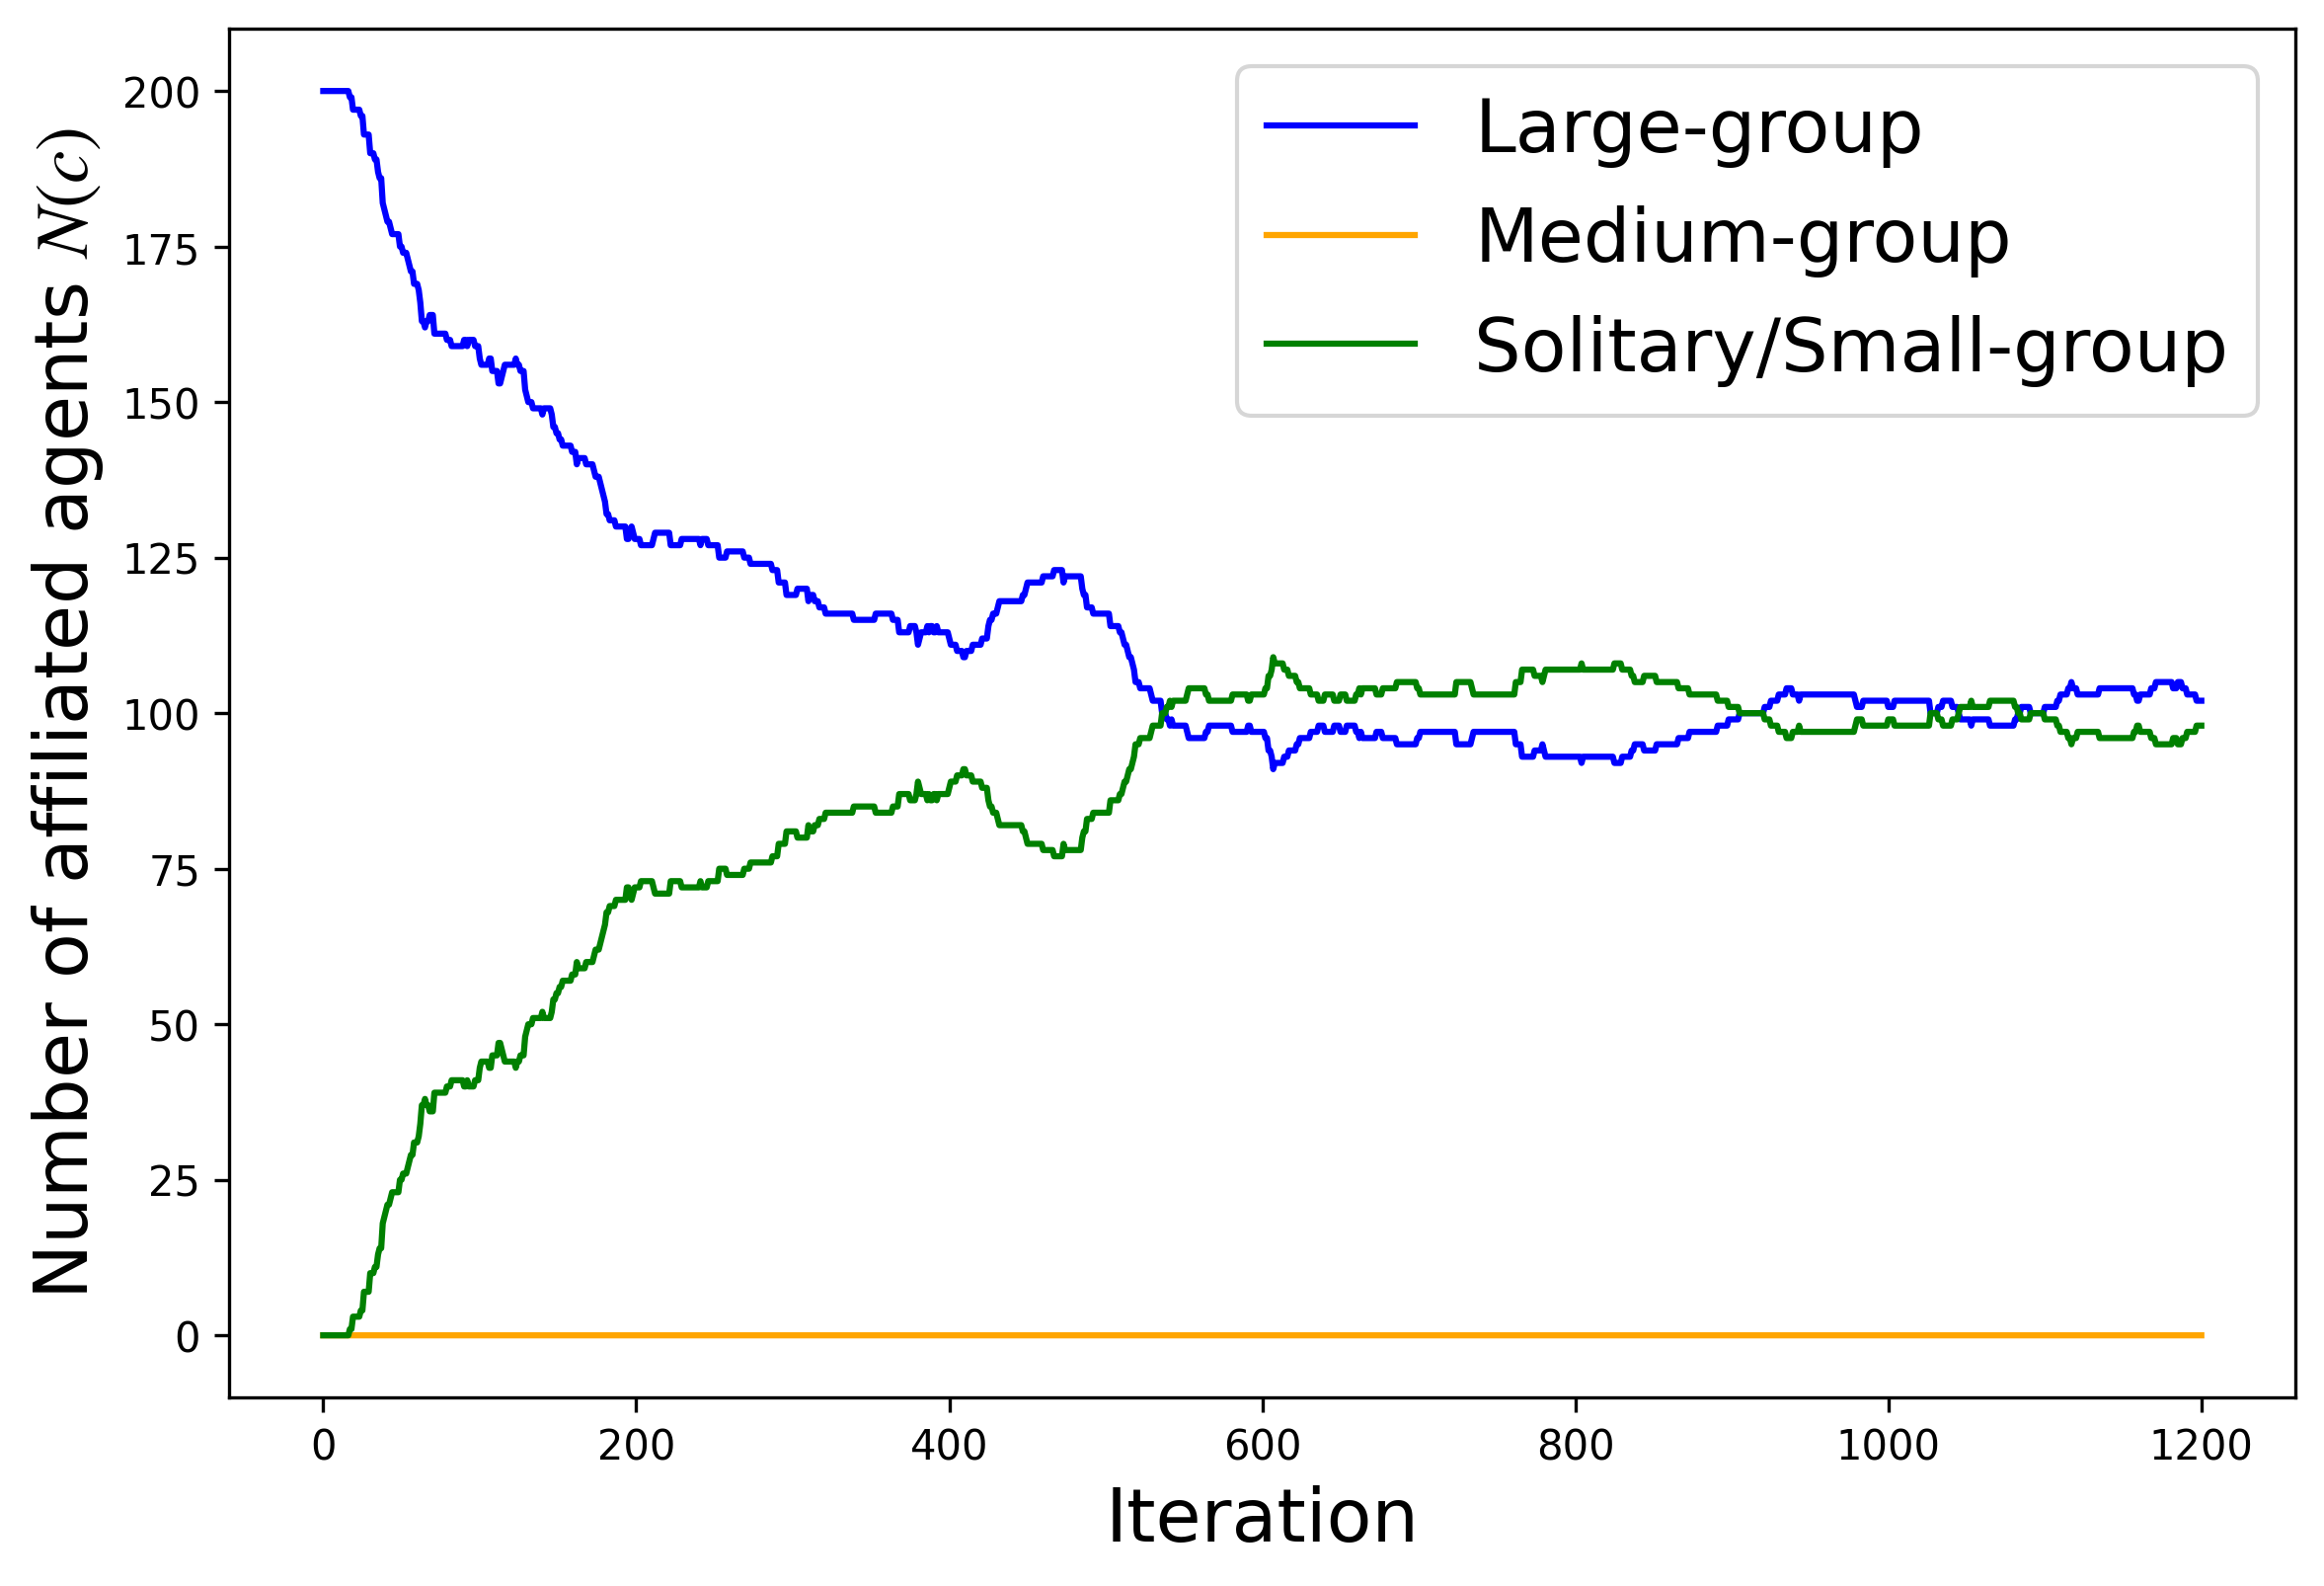 Number of affiliated agents N(c)
200
175
150
125
100
75
50
25
0
Large-group
Medium-group
Solitary/Small-group
0 200 400 600 800 1000 1200
Iteration